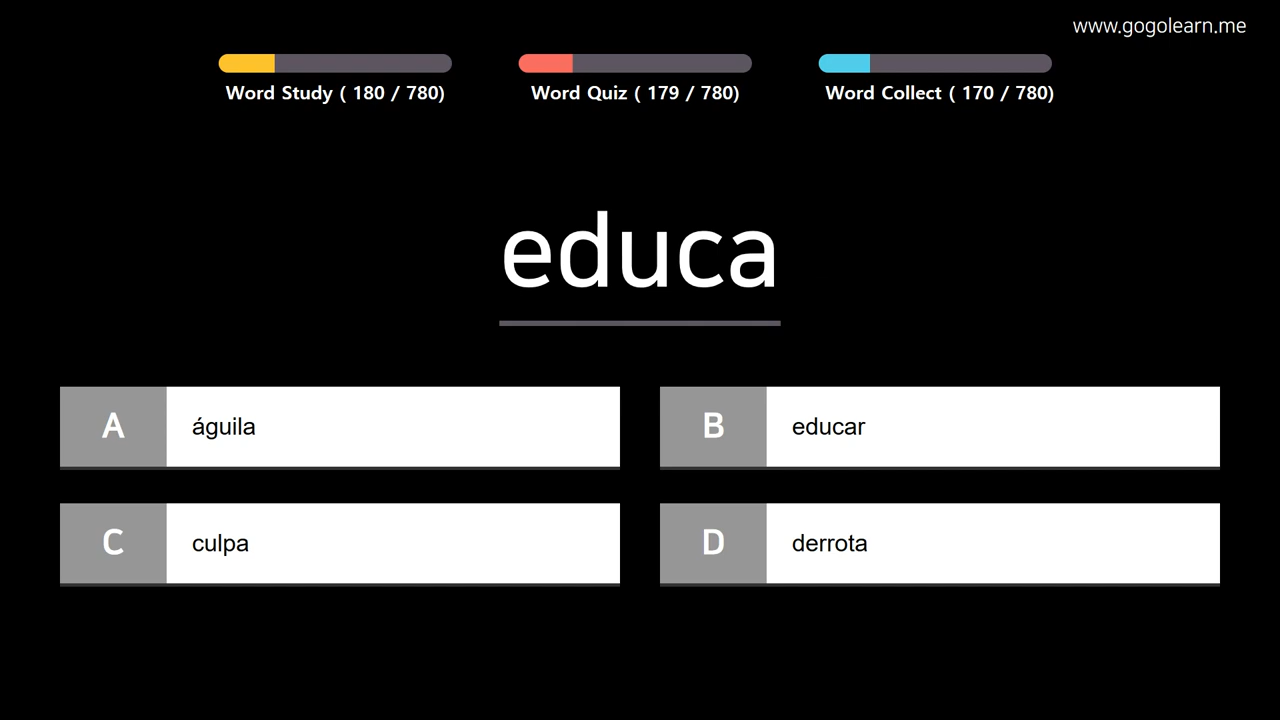 www.gogolearn.me
Word Study ( 180 / 780)
Word Quiz ( 179 / 780)
Word Collect ( 170 / 780)
educa
A águila
B educar
C culpa
D derrota